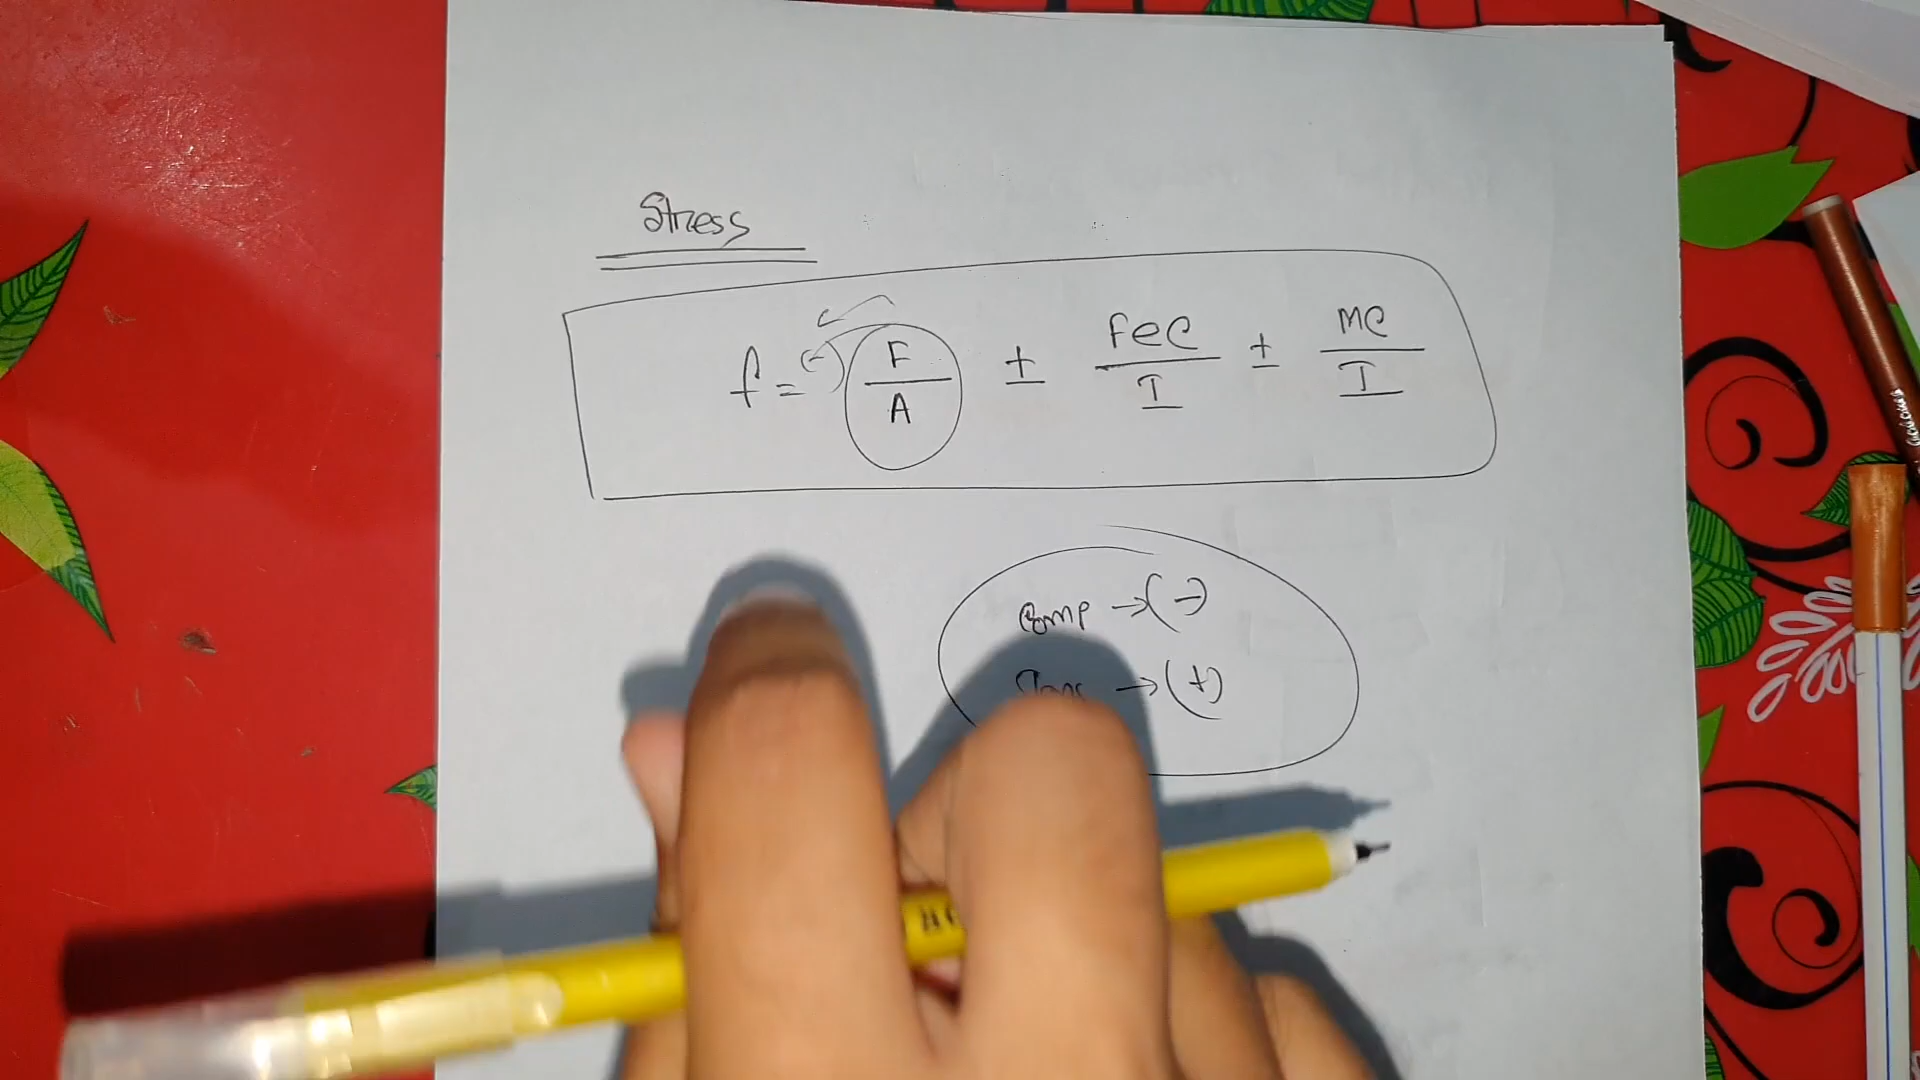 Stress
f = (-) F/A ± FeC/I ± MC/I
Comp → (-)
→ (+)